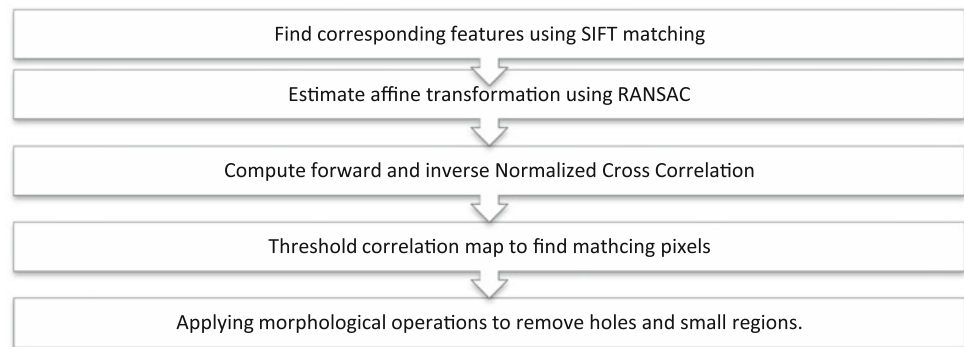 Find corresponding features using SIFT matching
Estimate affine transformation using RANSAC
Compute forward and inverse Normalized Cross Correlation
Threshold correlation map to find mathcing pixels
Applying morphological operations to remove holes and small regions.